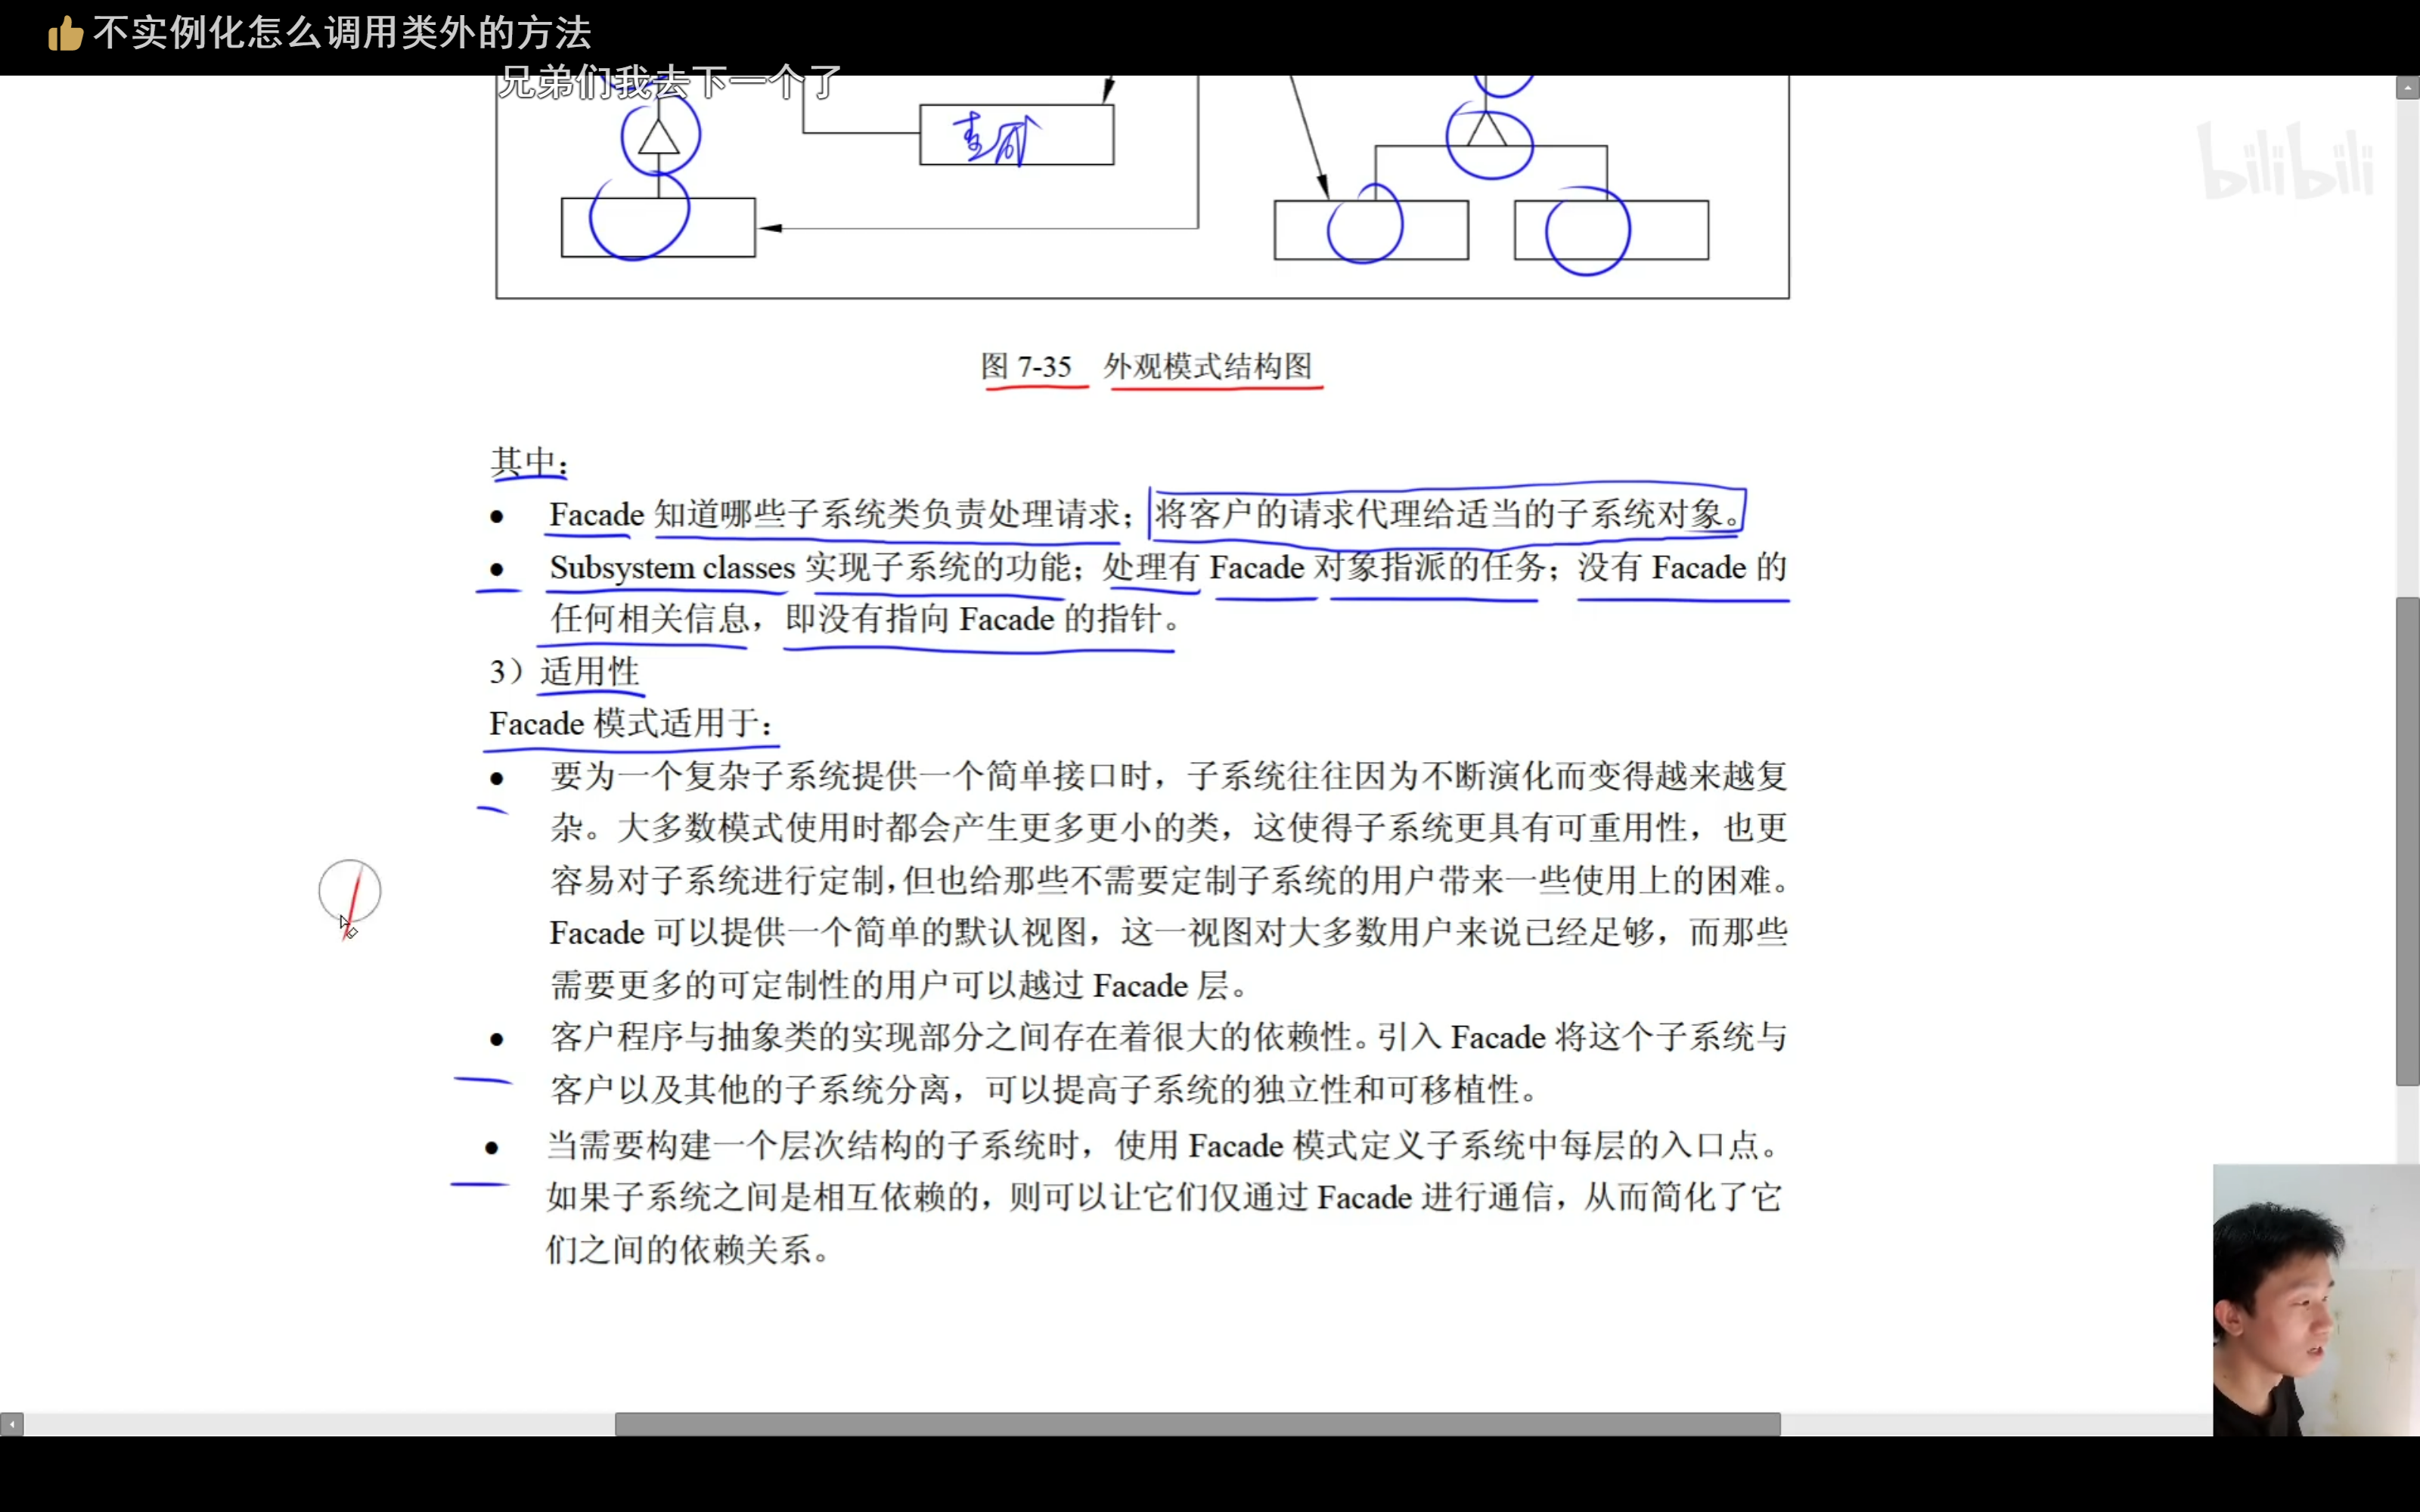 不实例化怎么调用类外的方法
兄弟们我去下一个了
bilibili
图 7-35 外观模式结构图
其中：
● Facade 知道哪些子系统类负责处理请求；将客户的请求代理给适当的子系统对象。
● Subsystem classes 实现子系统的功能；处理有 Facade 对象指派的任务；没有 Facade 的
任何相关信息，即没有指向 Facade 的指针。
3）适用性
Facade 模式适用于：
● 要为一个复杂子系统提供一个简单接口时，子系统往往因为不断演化而变得越来越复
杂。大多数模式使用时都会产生更多更小的类，这使得子系统更具有可重用性，也更
容易对子系统进行定制，但也给那些不需要定制子系统的用户带来一些使用上的困难。
Facade 可以提供一个简单的默认视图，这一视图对大多数用户来说已经足够，而那些
需要更多的可定制性的用户可以越过 Facade 层。
● 客户程序与抽象类的实现部分之间存在着很大的依赖性。引入 Facade 将这个子系统与
客户以及其他的子系统分离，可以提高子系统的独立性和可移植性。
● 当需要构建一个层次结构的子系统时，使用 Facade 模式定义子系统中每层的入口点。
如果子系统之间是相互依赖的，则可以让它们仅通过 Facade 进行通信，从而简化了它
们之间的依赖关系。